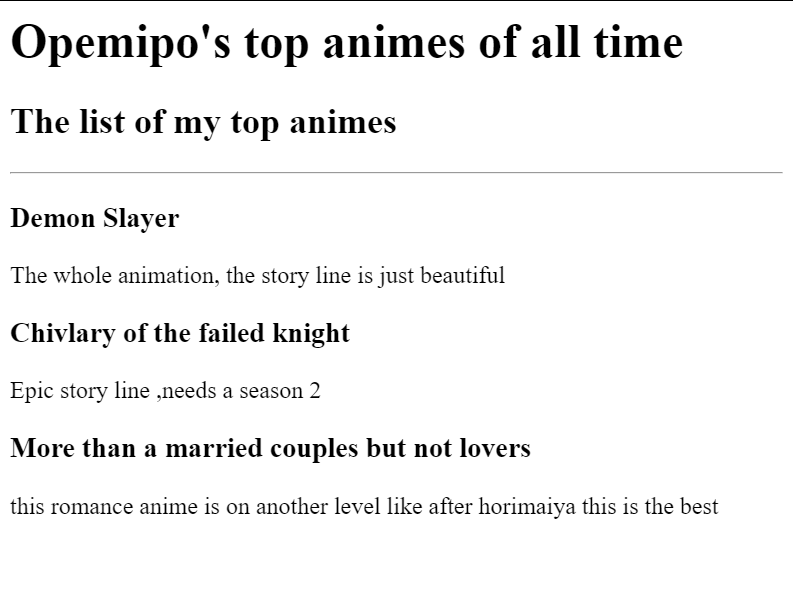 Opemipo's top animes of all time
The list of my top animes
Demon Slayer
The whole animation, the story line is just beautiful
Chivlary of the failed knight
Epic story line ,needs a season 2
More than a married couples but not lovers
this romance anime is on another level like after horimaiya this is the best